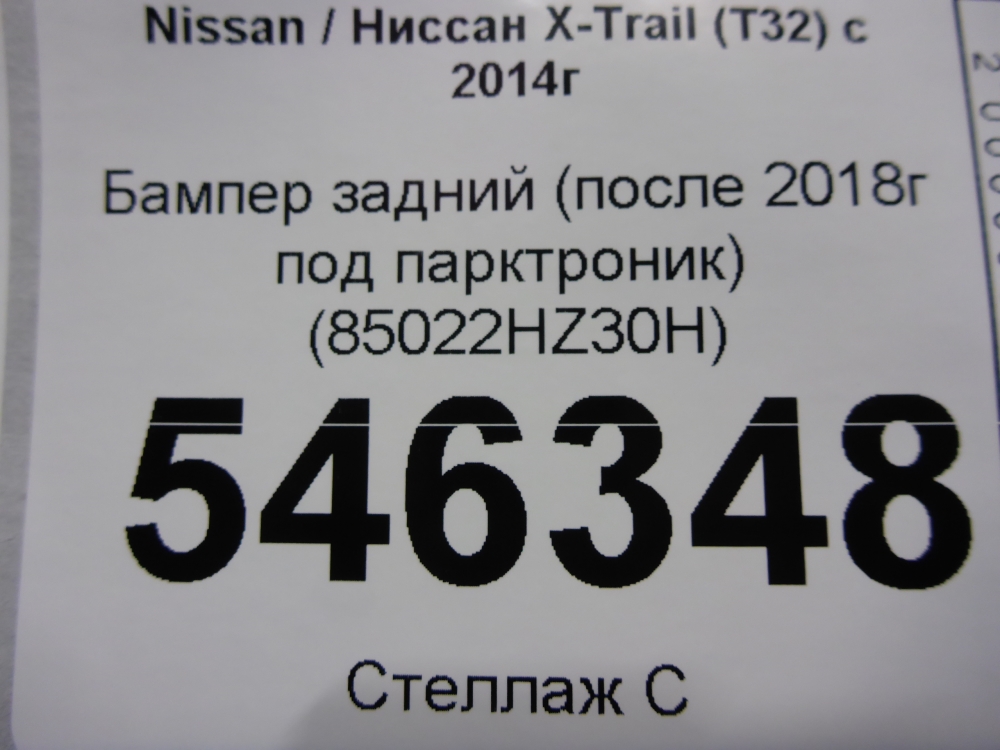 Nissan / Ниссан X-Trail (T32) с
2014г
Бампер задний (после 2018г
под парктроник)
(85022HZ30H)
546348
Стеллаж С